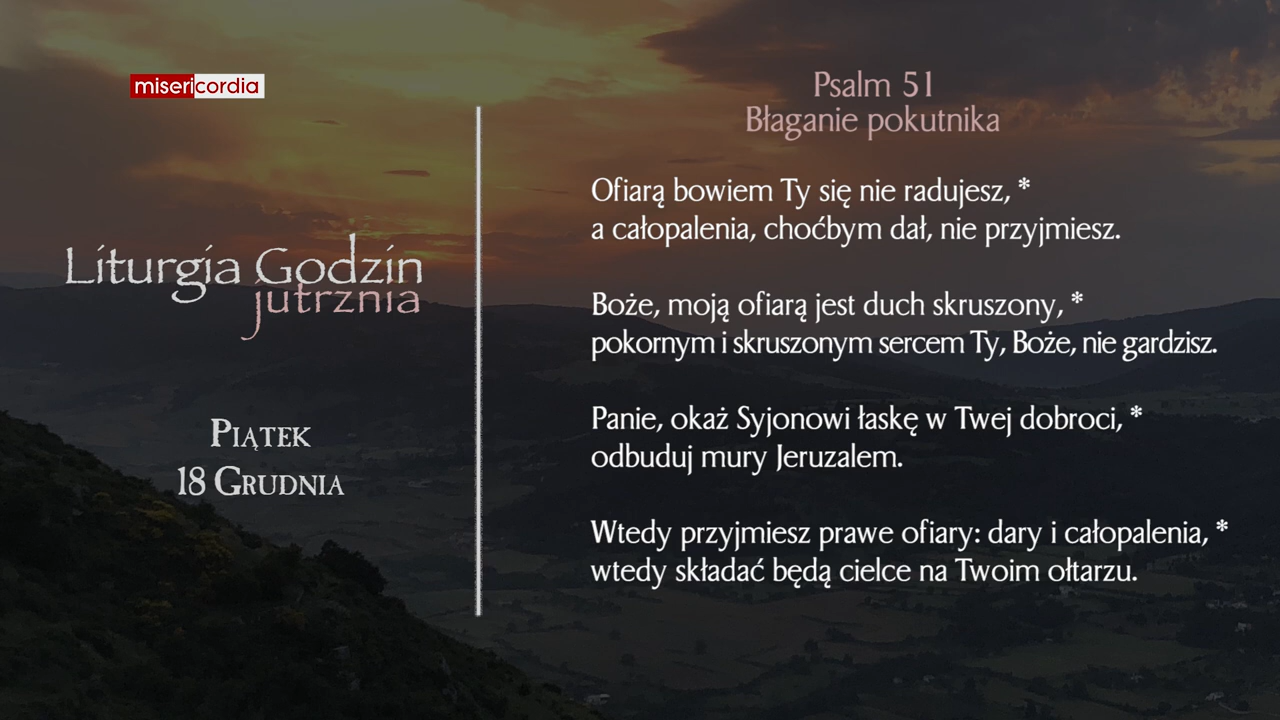 misericordia
Liturgia Godzin
jutrznia
Piątek
18 Grudnia
Psalm 51
Błaganie pokutnika
Ofiarą bowiem Ty się nie radujesz, *
a całopalenia, choćbym dał, nie przyjmiesz.
Boże, moją ofiarą jest duch skruszony, *
pokornym i skruszonym sercem Ty, Boże, nie gardzisz.
Panie, okaż Syjonowi łaskę w Twej dobroci, *
odbuduj mury Jeruzalem.
Wtedy przyjmiesz prawe ofiary: dary i całopalenia, *
wtedy składać będą cielce na Twoim ołtarzu.